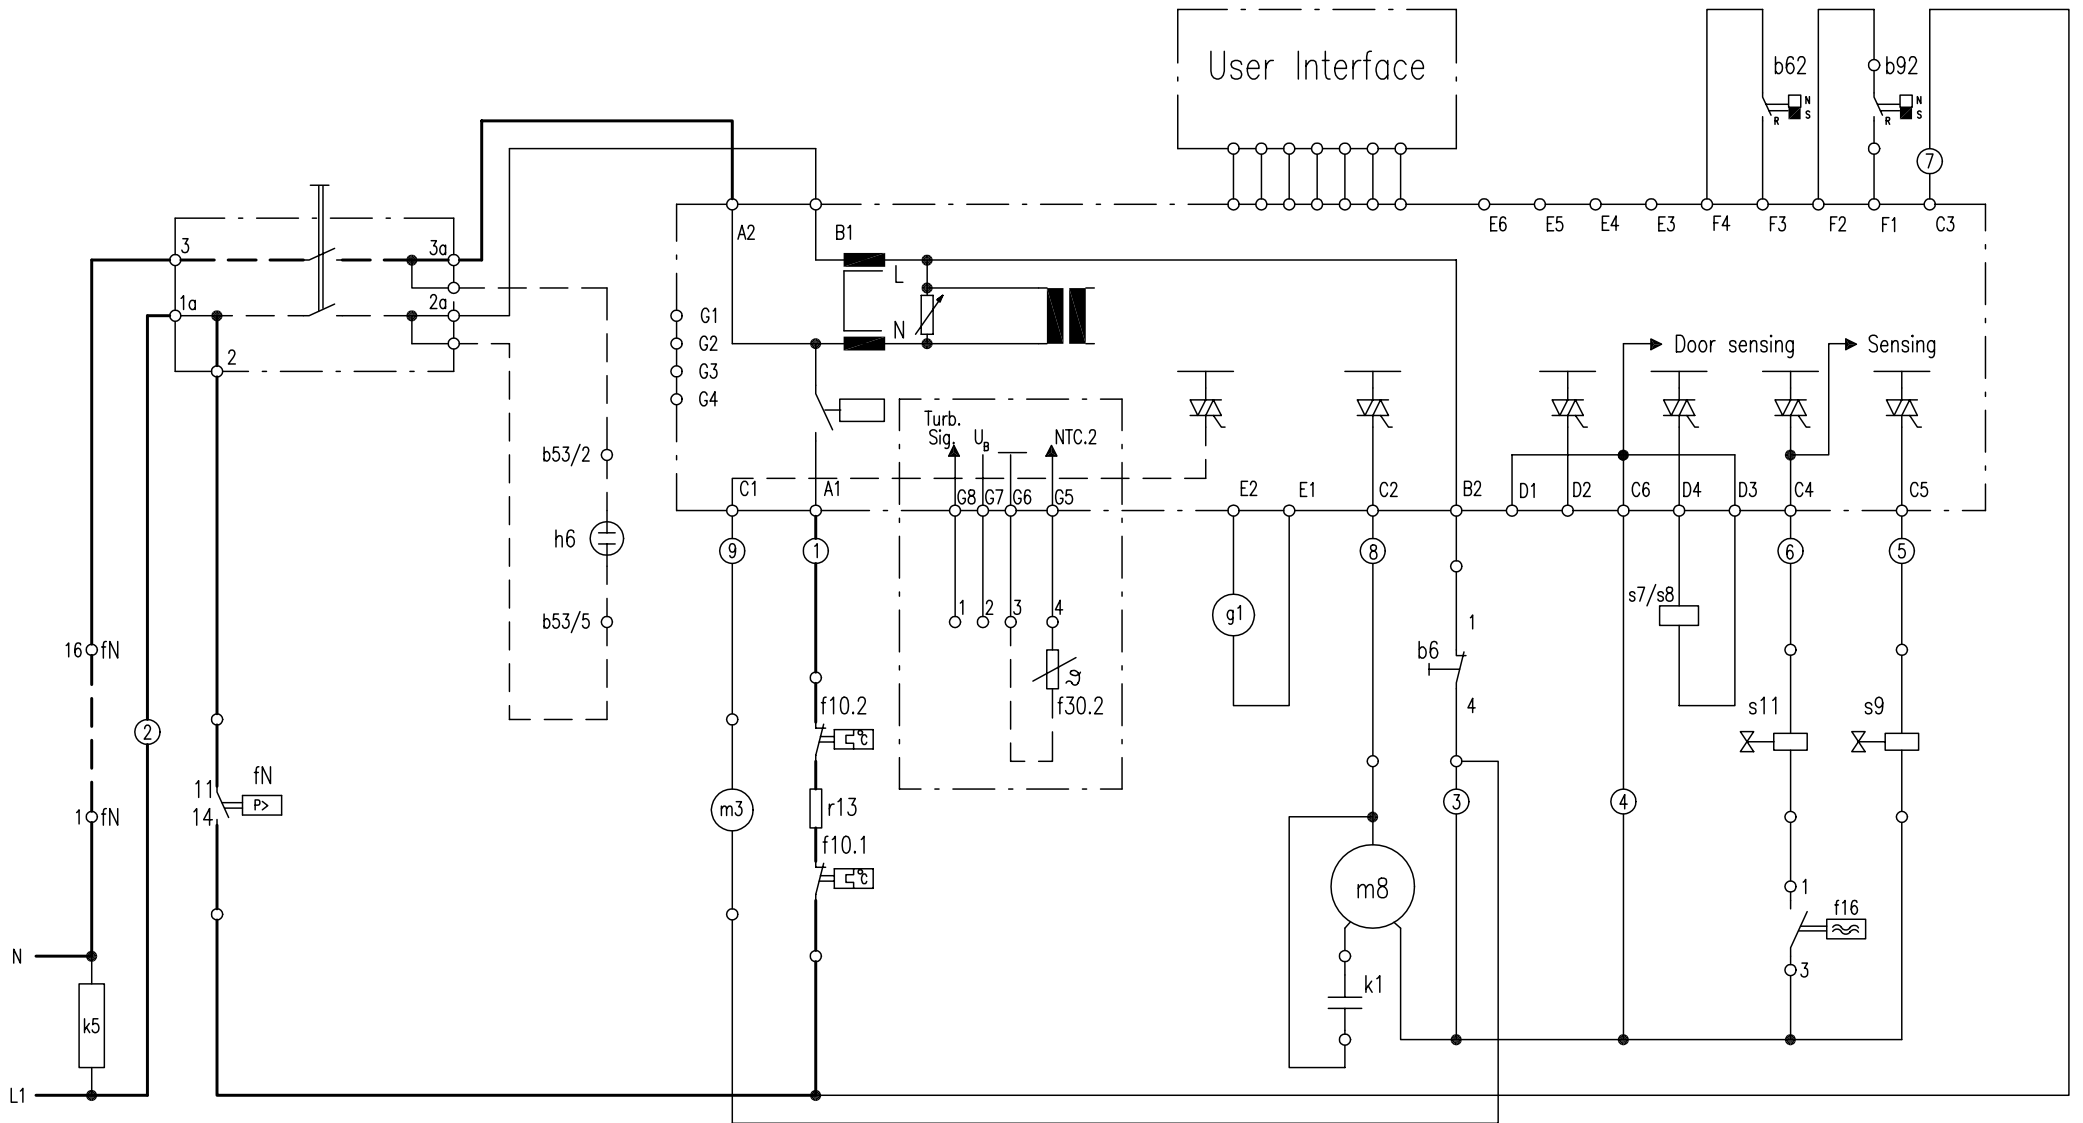 User Interface
b62
N
S
R
b92
N
S
R
7
E6
E5
E4
E3
F4
F3
F2
F1
C3
A2
B1
3
3a
1a
2a
2
L
N
G1
G2
G3
G4
Door sensing
Sensing
Turb.
Sig.
UB
NTC.2
b53/2
h6
b53/5
C1
A1
G8
G7
G6
G5
E2
E1
C2
B2
D1
D2
C6
D4
D3
C4
C5
9
1
8
6
5
1
2
3
4
g1
1
b6
4
s7/s8
16
fN
2
f10.2
°C
ϑ
f30.2
s11
s9
11
14
fN
P>
1
fN
m3
r13
3
4
f10.1
°C
m8
1
f16
3
k1
N
k5
L1